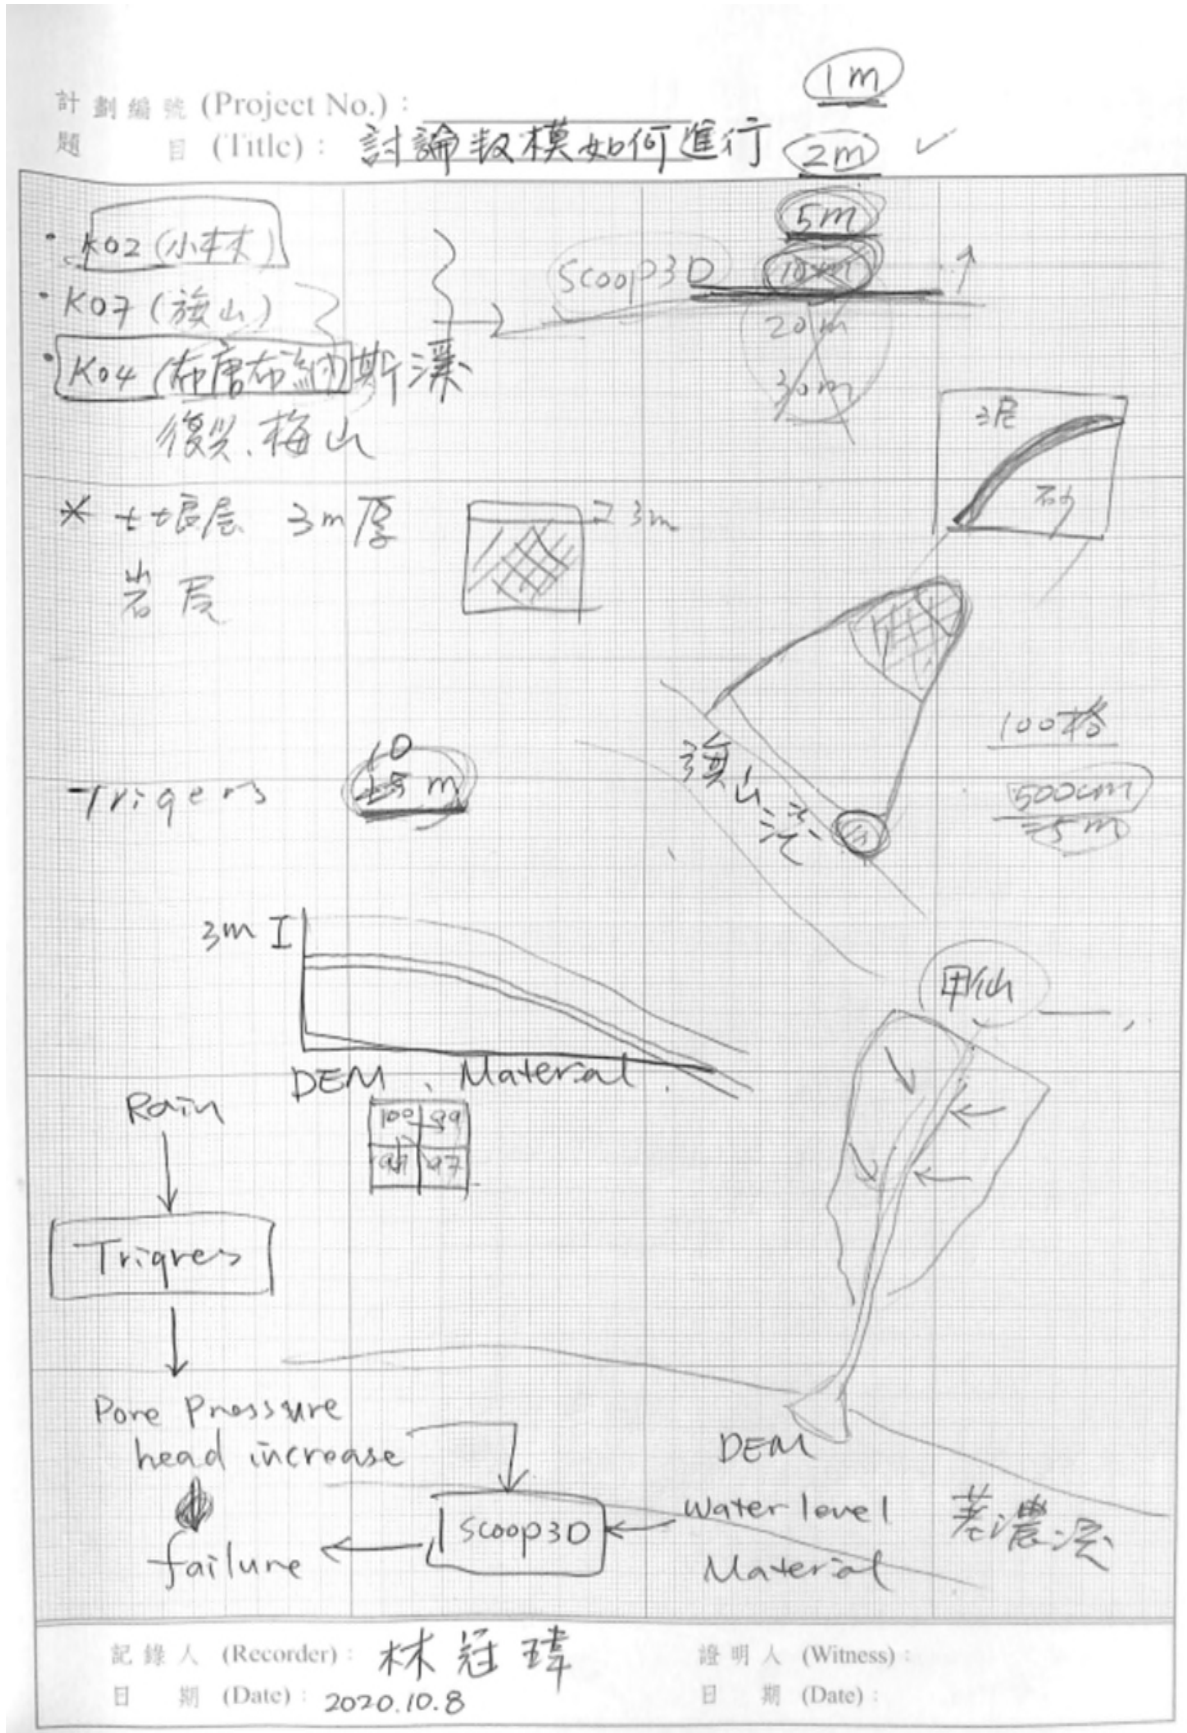 1m
計劃編號 (Project No.) :
題目 (Title) : 討論數模如何進行
2m ✓
5m
• K02 (小林)
Scoop3D
10m
• K07 (旗山)
20m
• K04 (布唐布納斯溪
30m
復興、梅山
* 土壤层 3m厚
3m
岩层
砂
100格
旗山溪
10
Trigers
m
500cm
=5m
3m
甲仙
DEM、Material
Rain
100 99
98 97
Trigres
Pore Pressure
head increase
DEM
Water level
Scoop3D
failure
Material
荖濃溪
記錄人 (Recorder) : 林冠瑋
證明人 (Witness) :
日期 (Date) : 2020.10.8
日期 (Date) :